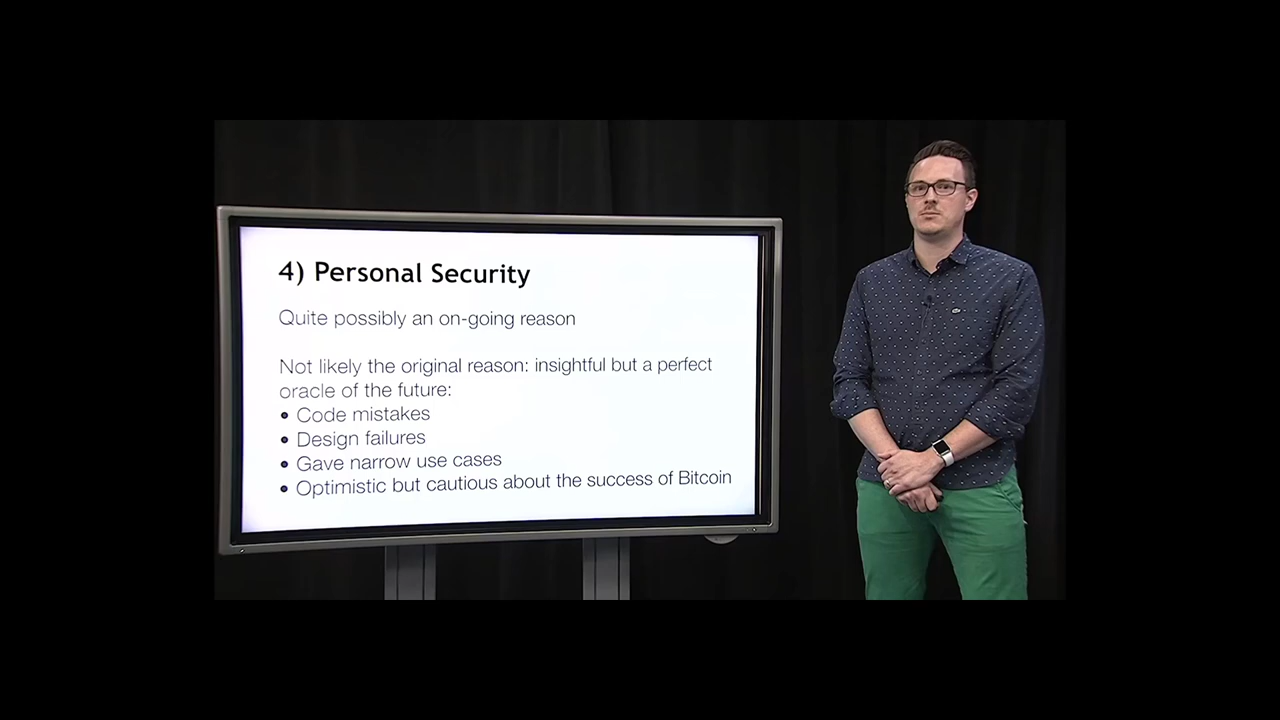 4) Personal Security
Quite possibly an on-going reason
Not likely the original reason: insightful but a perfect
oracle of the future:
• Code mistakes
• Design failures
• Gave narrow use cases
• Optimistic but cautious about the success of Bitcoin